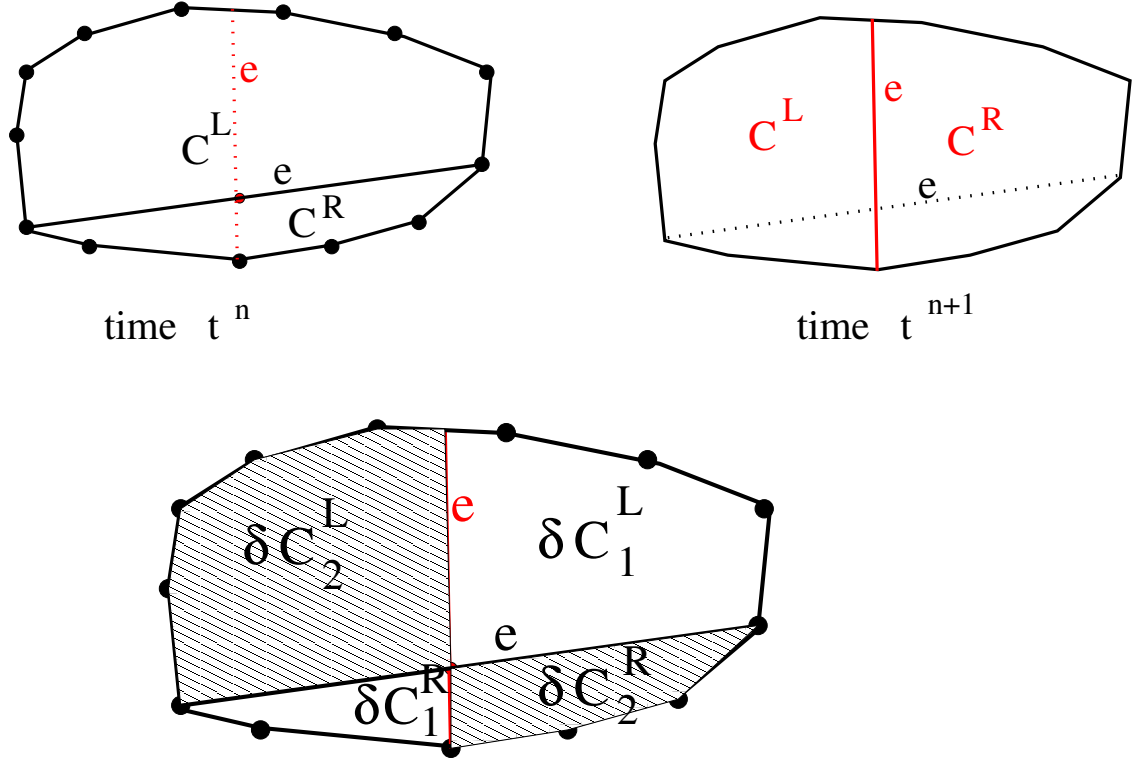 e
C^L
e
C^R
time t^n
C^L
e
C^R
e
time t^{n+1}
δC_2^L
e
δC_1^L
e
δC_1^R
δC_2^R